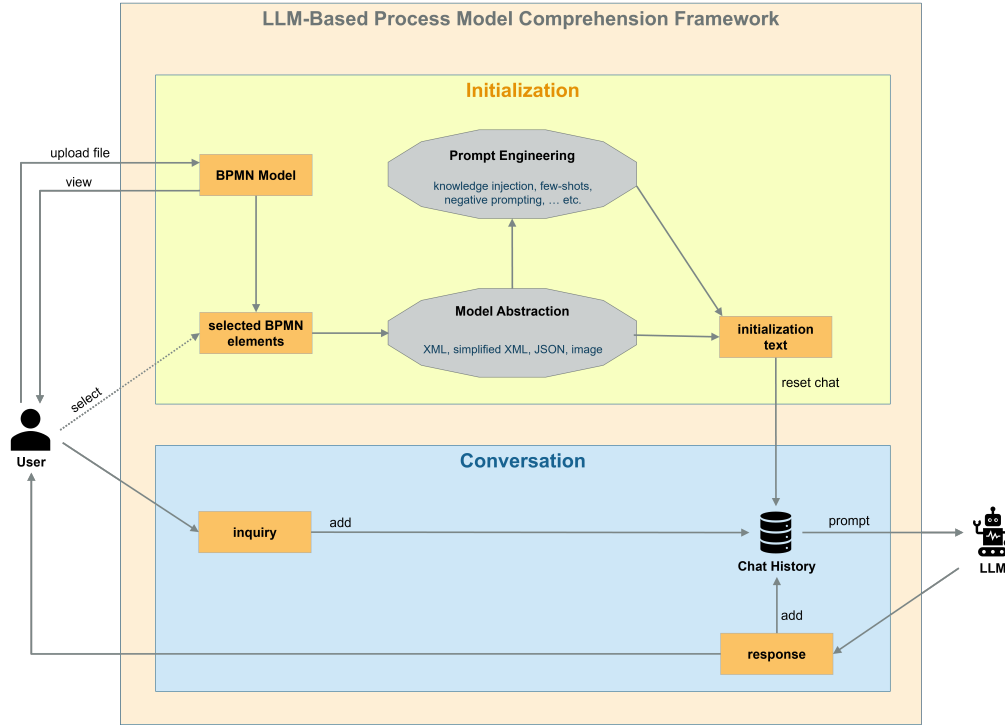 LLM-Based Process Model Comprehension Framework
Initialization
upload file
view
BPMN Model
Prompt Engineering
knowledge injection, few-shots,
negative prompting, … etc.
selected BPMN
elements
Model Abstraction
XML, simplified XML, JSON, image
initialization
text
select
reset chat
User
Conversation
inquiry
add
prompt
Chat History
LLM
add
response